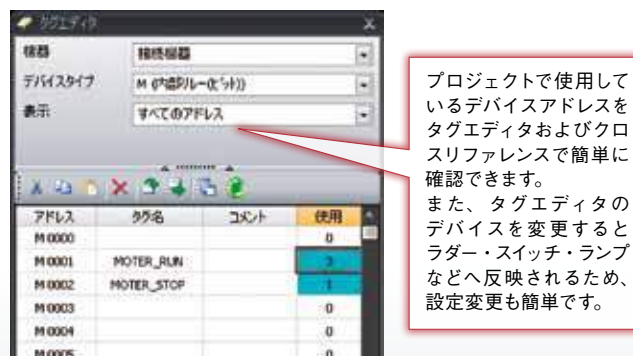 タグエディタ
機器
接続機器
デバイスタイプ
M (内部リレー(ビット))
表示
すべてのアドレス
アドレス タグ名 コメント 使用
M0000 0
M0001 MOTER_RUN 3
M0002 MOTER_STOP 1
M0003 0
M0004 0
M0005 0
プロジェクトで使用して
いるデバイスアドレスを
タグエディタおよびクロ
スリファレンスで簡単に
確認できます。
また、タグエディタの
デバイスを変更すると
ラダー・スイッチ・ランプ
などへ反映されるため、
設定変更も簡単です。